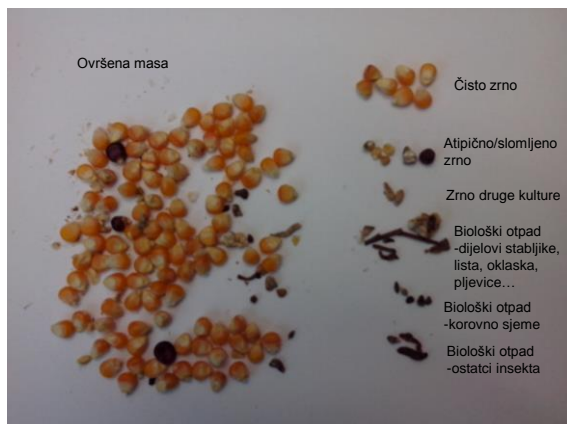 Ovršena masa
Čisto zrno
Atipično/slomljeno
zrno
Zrno druge kulture
Biološki otpad
-dijelovi stabljike,
lista, oklaska,
pljevice…
Biološki otpad
-korovno sjeme
Biološki otpad
-ostatci insekta